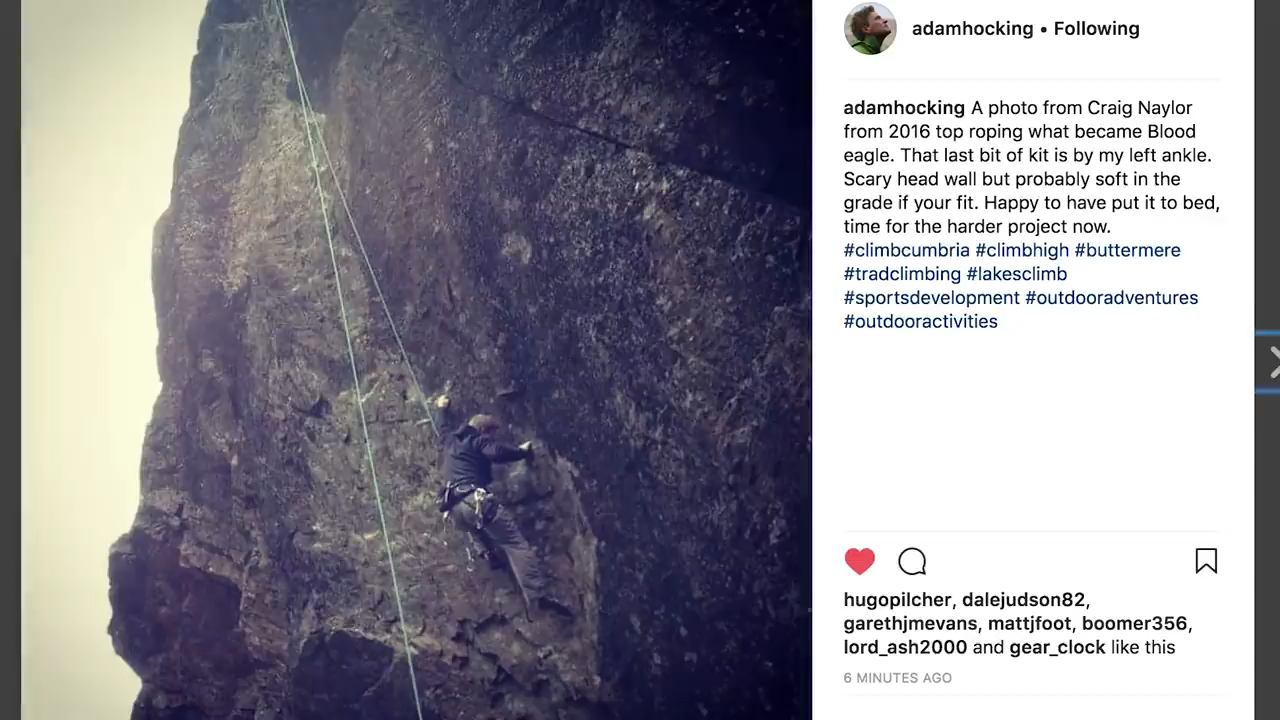 adamhocking • Following
adamhocking A photo from Craig Naylor
from 2016 top roping what became Blood
eagle. That last bit of kit is by my left ankle.
Scary head wall but probably soft in the
grade if your fit. Happy to have put it to bed,
time for the harder project now.
#climbcumbria #climbhigh #buttermere
#tradclimbing #lakesclimb
#sportsdevelopment #outdooradventures
#outdooractivities
hugopilcher, dalejudson82,
garethjmevans, mattjfoot, boomer356,
lord_ash2000 and gear_clock like this
6 MINUTES AGO